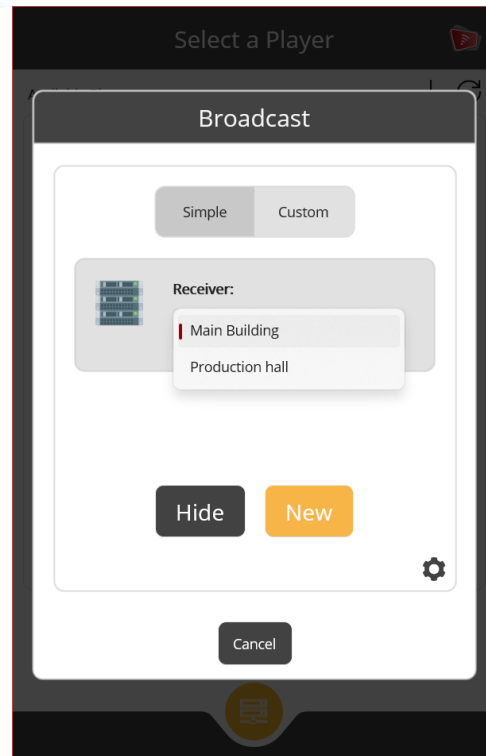 Select a Player
Broadcast
Simple
Custom
Receiver:
Main Building
Production hall
Hide
New
Cancel